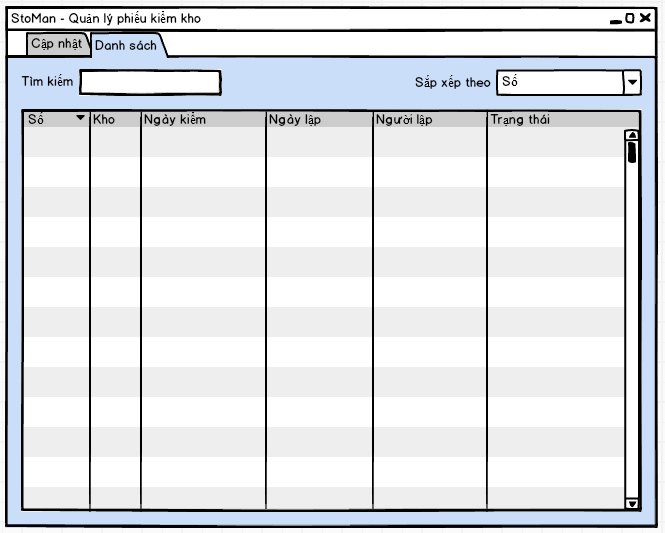 StoMan - Quản lý phiếu kiểm kho
Cập nhật Danh sách
Tìm kiếm Sắp xếp theo Số
Số Kho Ngày kiểm Ngày lập Người lập Trạng thái